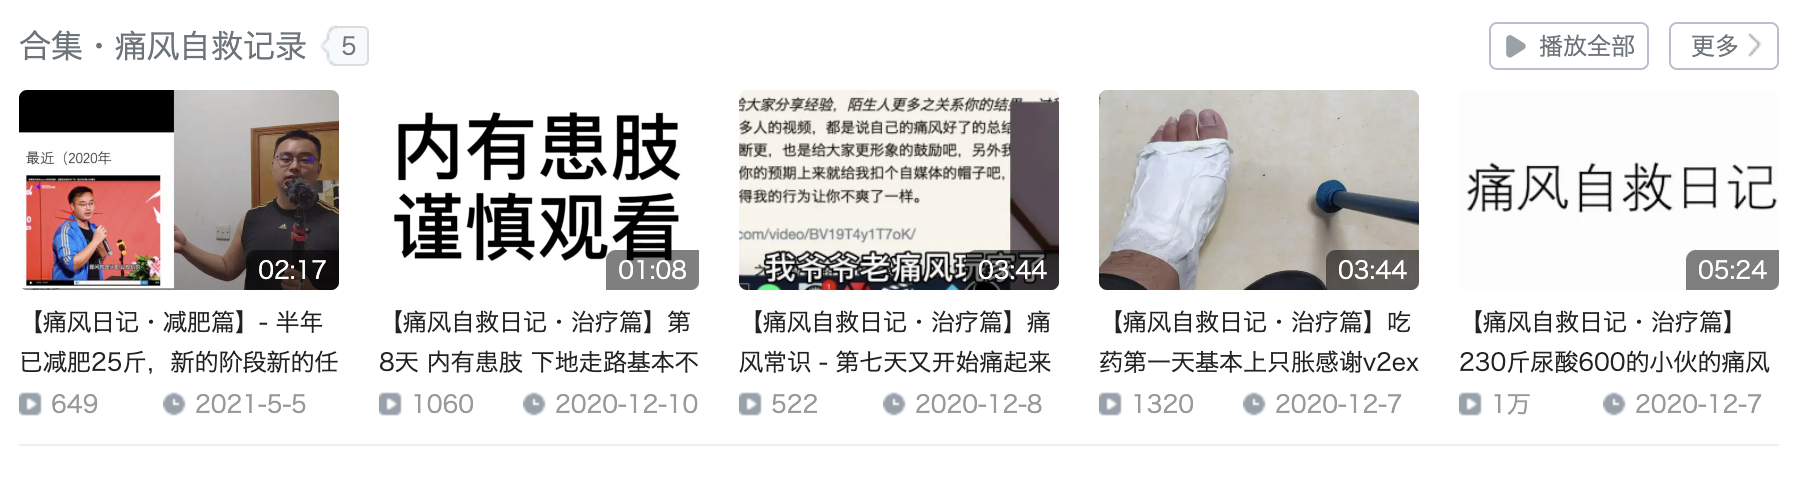 合集·痛风自救记录 5
播放全部
更多
最近（2020年
02:17
内有患肢
谨慎观看
01:08
给大家分享经验，陌生人更多之关系你的结果
多人的视频，都是说自己的痛风好了的总结
断更，也是给大家更形象的鼓励吧，另外我
你的预期上来就给我扣个自媒体的帽子吧，
得我的行为让你不爽了一样。
com/video/BV19T4y1T7oK/
我爷爷老痛风玩家了
03:44
03:44
痛风自救日记
05:24
【痛风日记·减肥篇】- 半年
已减肥25斤，新的阶段新的任
649 2021-5-5
【痛风自救日记·治疗篇】第
8天 内有患肢 下地走路基本不
1060 2020-12-10
【痛风自救日记·治疗篇】痛
风常识 - 第七天又开始痛起来
522 2020-12-8
【痛风自救日记·治疗篇】吃
药第一天基本上只胀感谢v2ex
1320 2020-12-7
【痛风自救日记·治疗篇】
230斤尿酸600的小伙的痛风
1万 2020-12-7